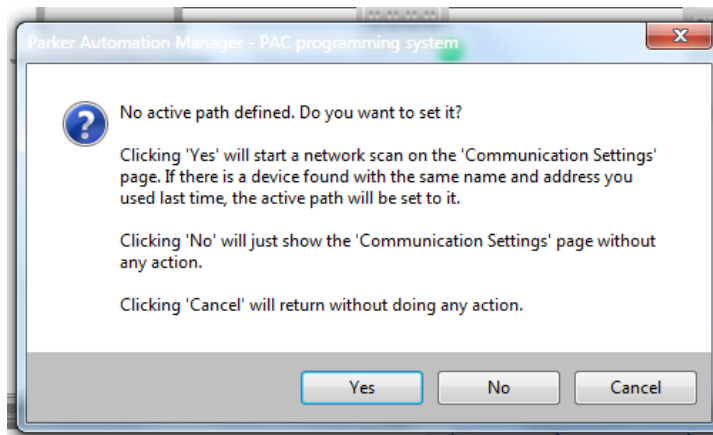 Parker Automation Manager - PAC programming system
No active path defined. Do you want to set it?
Clicking 'Yes' will start a network scan on the 'Communication Settings'
page. If there is a device found with the same name and address you
used last time, the active path will be set to it.
Clicking 'No' will just show the 'Communication Settings' page without
any action.
Clicking 'Cancel' will return without doing any action.
Yes
No
Cancel